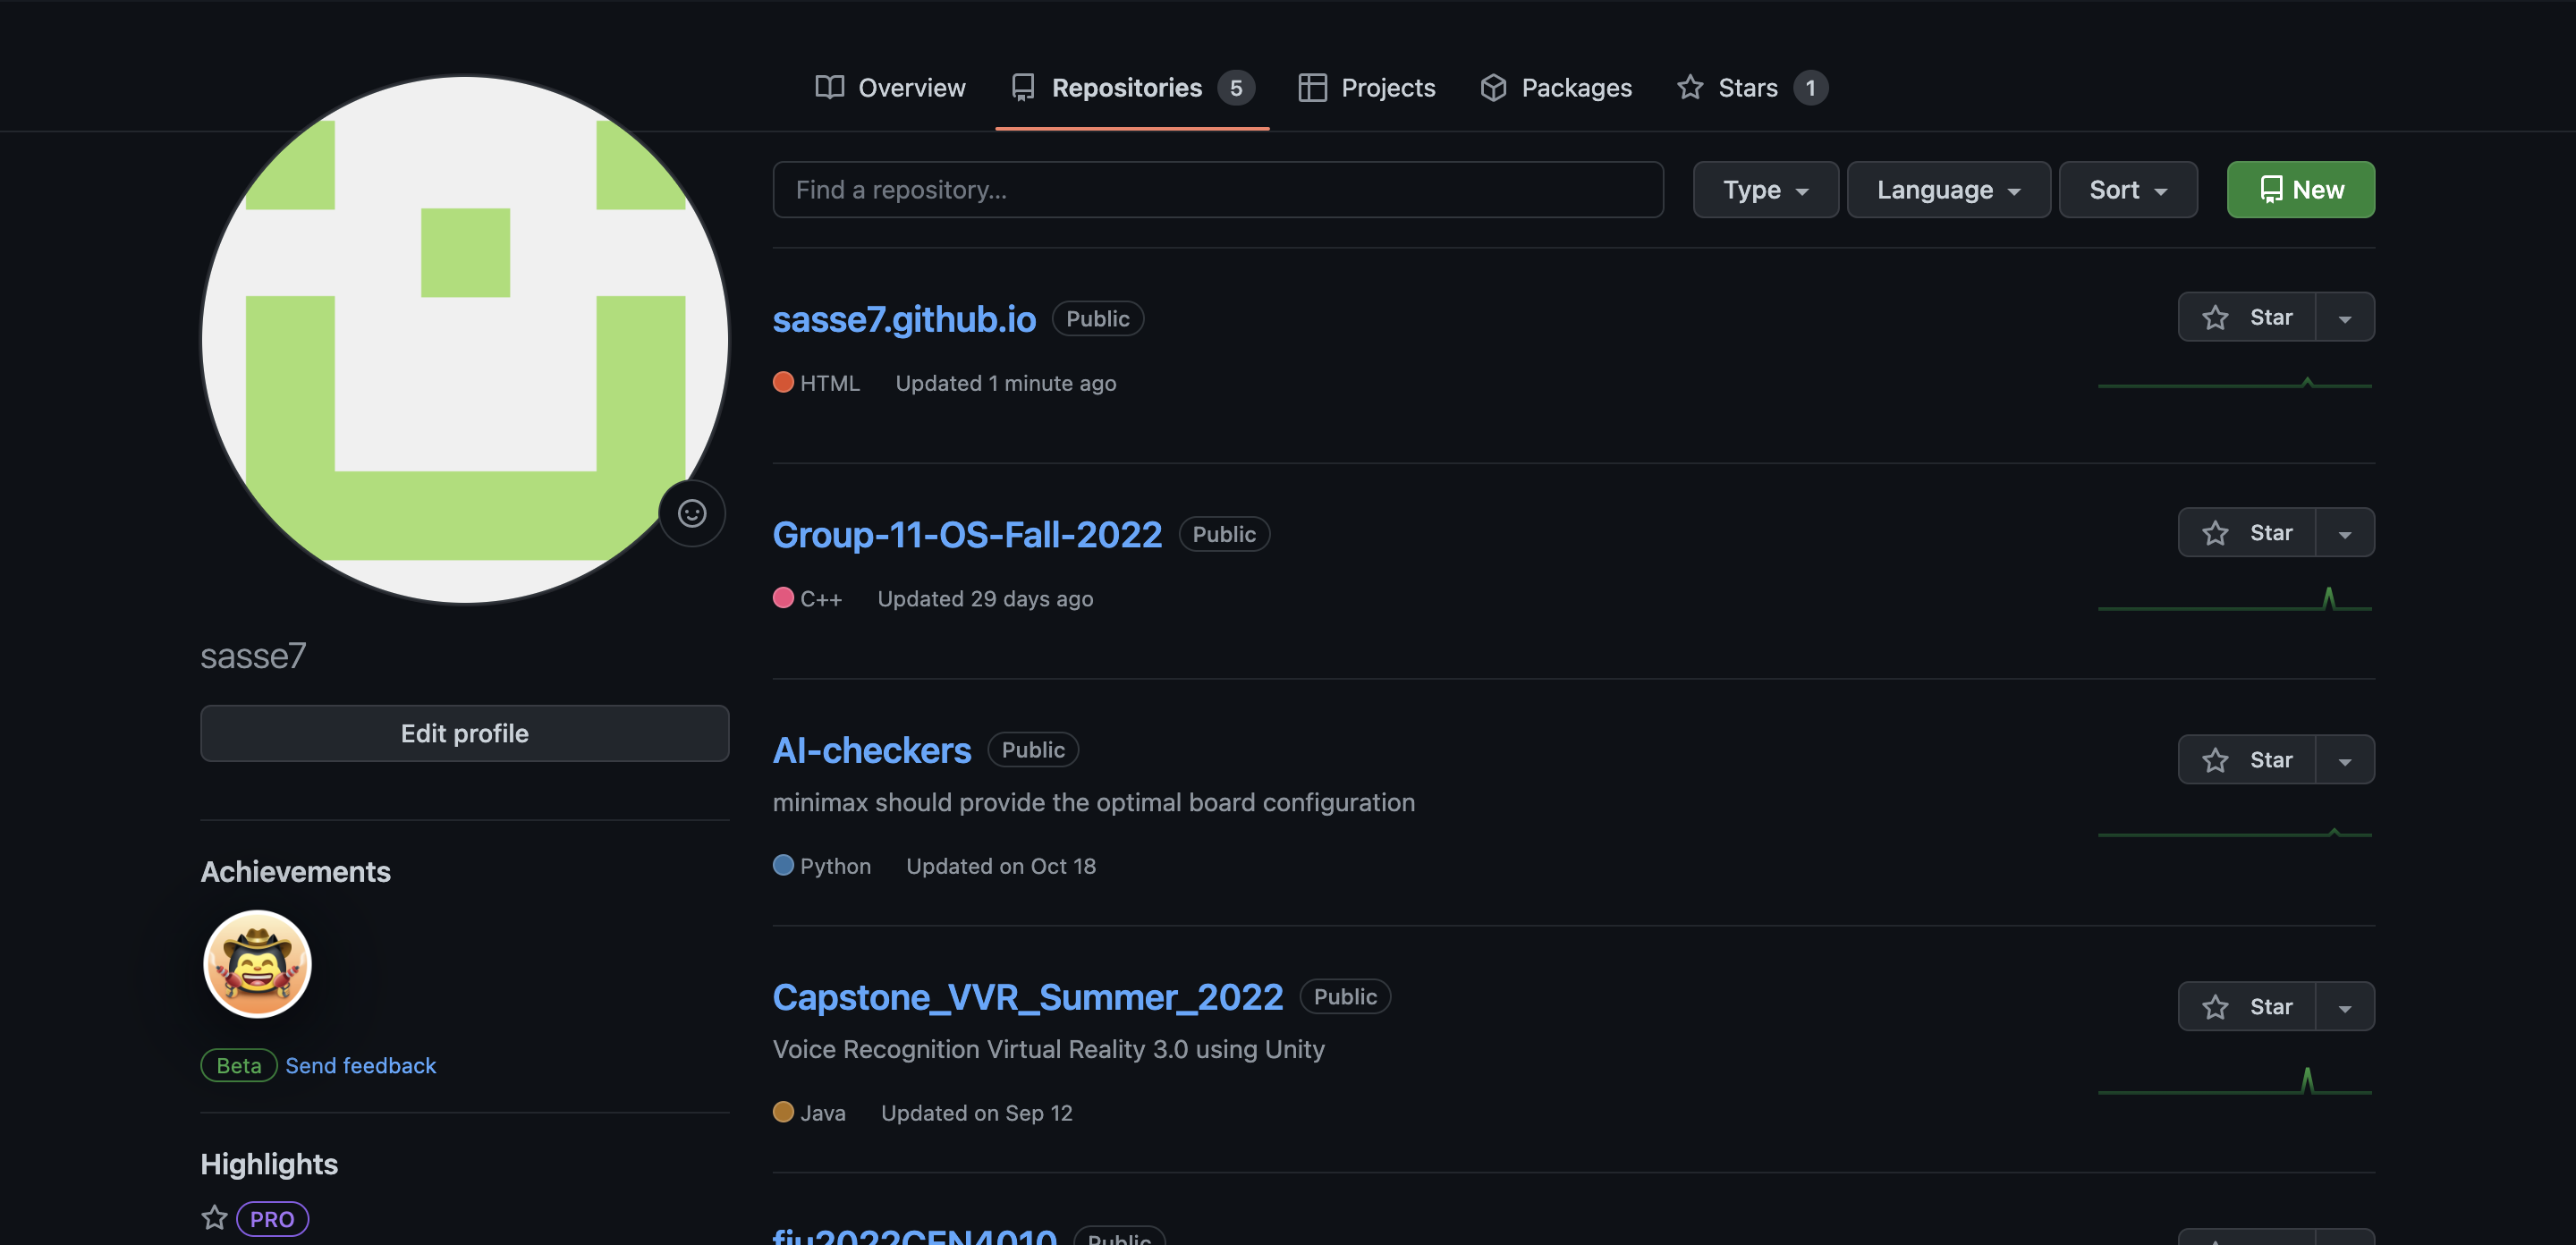 Overview Repositories 5 Projects Packages Stars 1
Find a repository... Type Language Sort New
sasse7.github.io Public Star
HTML Updated 1 minute ago
Group-11-OS-Fall-2022 Public Star
C++ Updated 29 days ago
sasse7
Edit profile
AI-checkers Public Star
minimax should provide the optimal board configuration
Python Updated on Oct 18
Achievements
Capstone_VVR_Summer_2022 Public Star
Voice Recognition Virtual Reality 3.0 using Unity
Beta Send feedback
Java Updated on Sep 12
Highlights
PRO
fiu2022CEN4010 Public